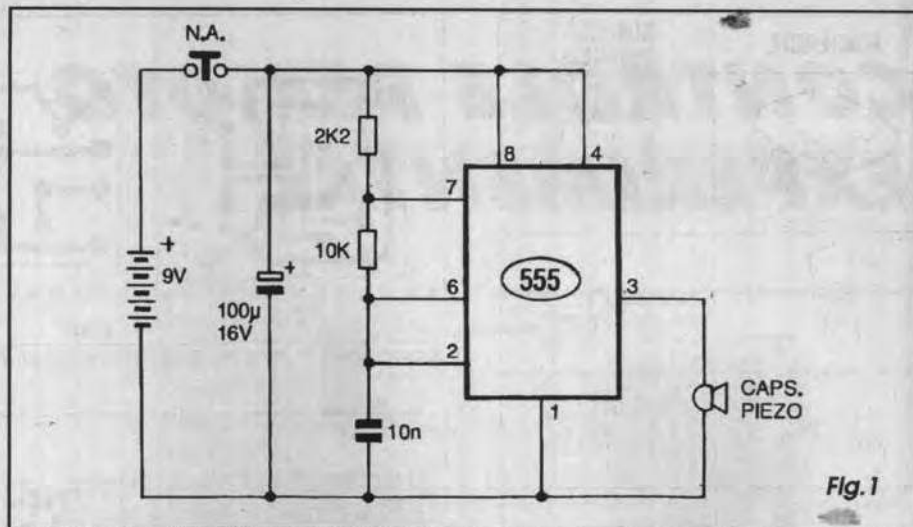 N.A.
2K2
8
4
7
10K
+
9V
+
100µ
16V
6
555
3
2
1
CAPS.
PIEZO
10n
Fig.1